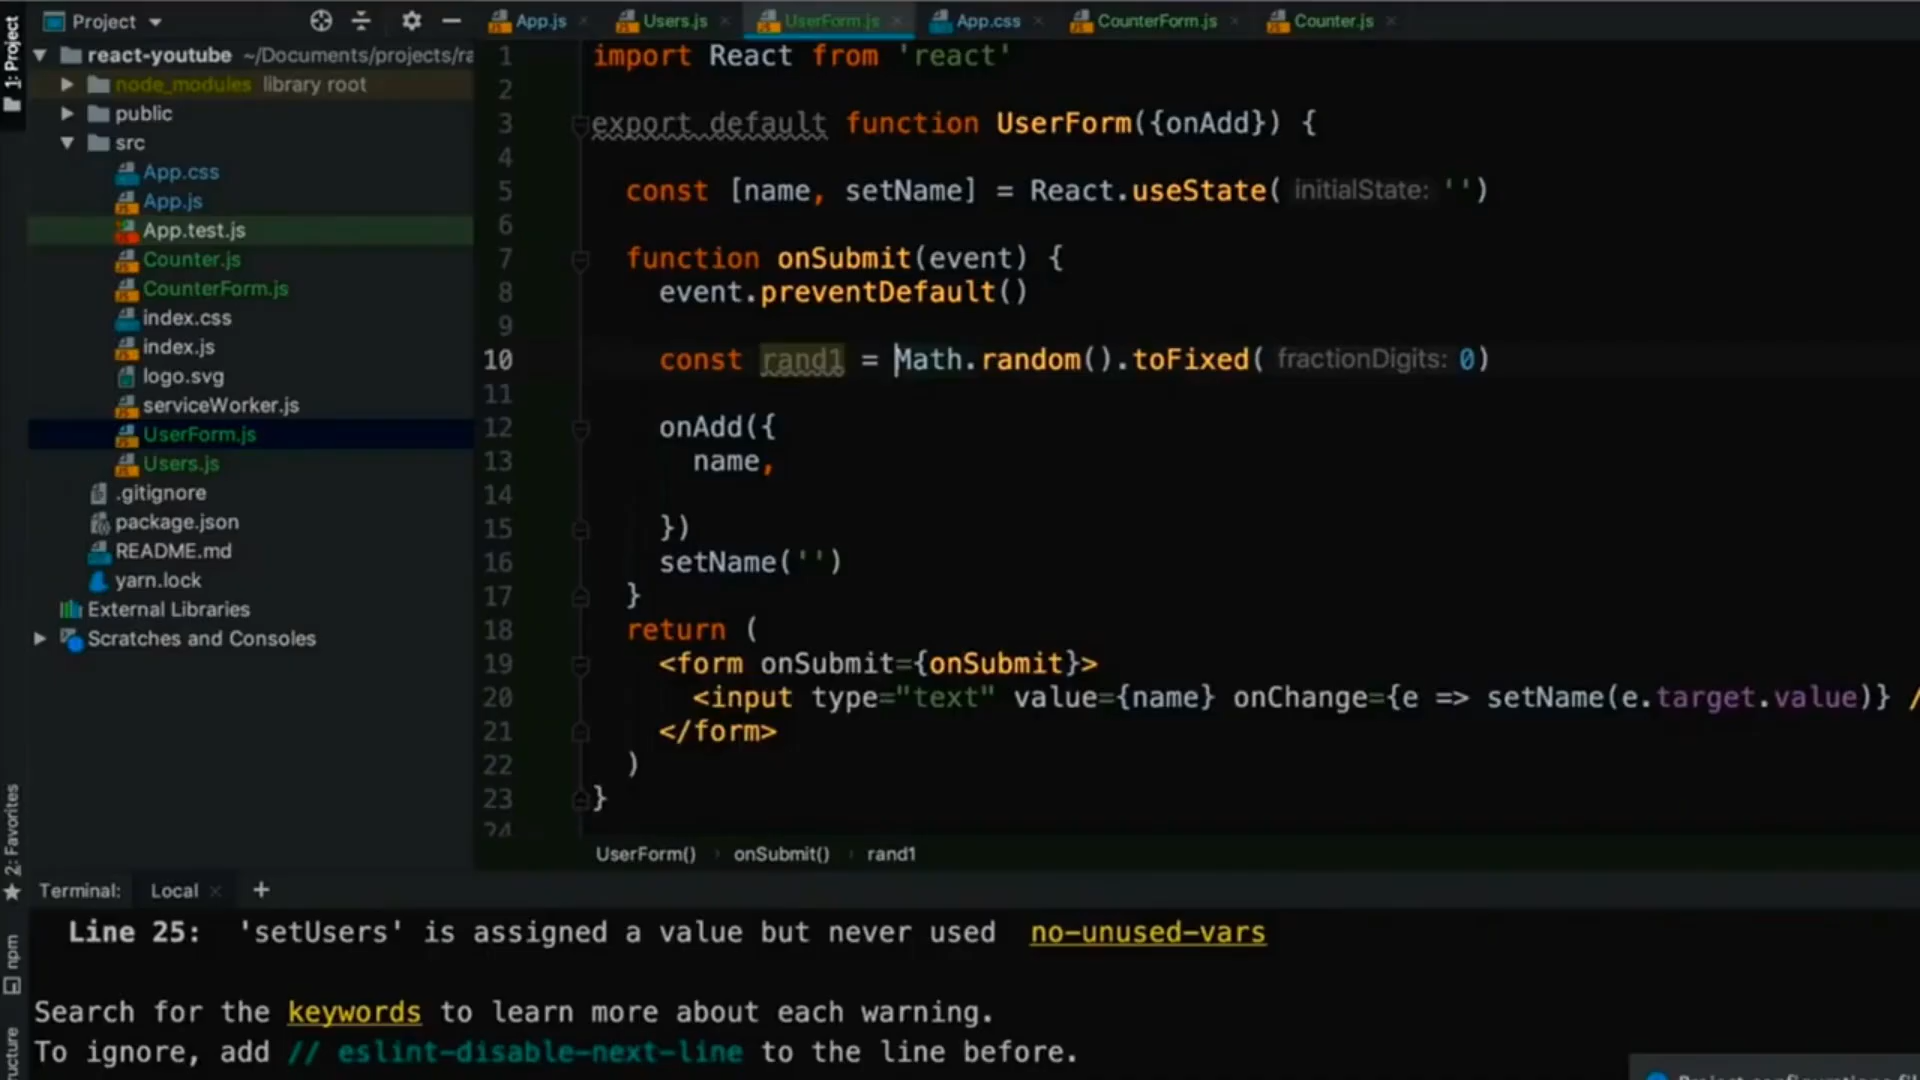 1: Project
Project
react-youtube ~/Documents/projects/ra
node_modules library root
public
src
App.css
App.js
App.test.js
Counter.js
CounterForm.js
index.css
index.js
logo.svg
serviceWorker.js
UserForm.js
Users.js
.gitignore
package.json
README.md
yarn.lock
External Libraries
Scratches and Consoles
App.js
Users.js
UserForm.js
App.css
CounterForm.js
Counter.js
1 import React from 'react'
2
3 export default function UserForm({onAdd}) {
4
5 const [name, setName] = React.useState( initialState: '')
6
7 function onSubmit(event) {
8 event.preventDefault()
9
10 const rand1 = Math.random().toFixed( fractionDigits: 0)
11
12 onAdd({
13 name,
14
15 })
16 setName('')
17 }
18 return (
19 <form onSubmit={onSubmit}>
20 <input type="text" value={name} onChange={e => setName(e.target.value)} /
21 </form>
22 )
23 }
24
UserForm() › onSubmit() › rand1
2: Favorites
npm
ructure
Terminal: Local +
Line 25: 'setUsers' is assigned a value but never used no-unused-vars
Search for the keywords to learn more about each warning.
To ignore, add // eslint-disable-next-line to the line before.